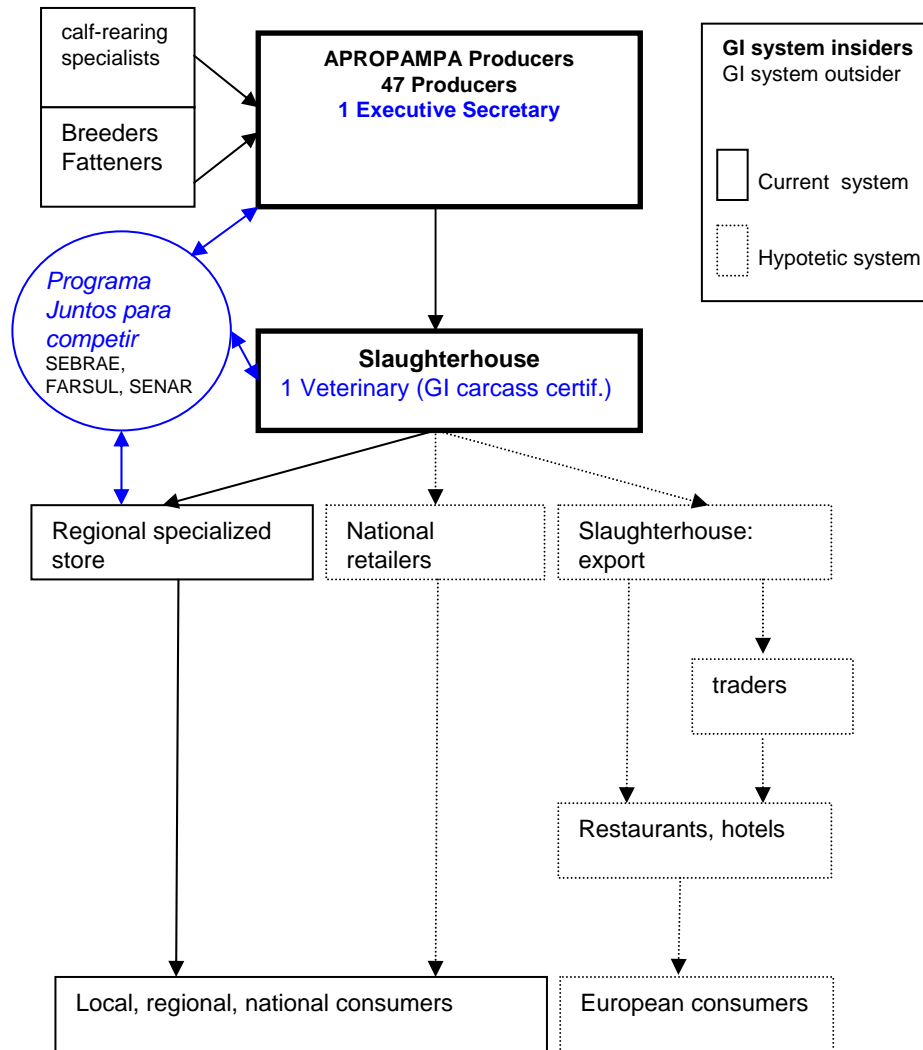 calf-rearing
specialists
Breeders
Fatteners
APROPAMPA Producers
47 Producers
1 Executive Secretary
GI system insiders
GI system outsider
Current system
Hypotetic system
Programa
Juntos para
competir
SEBRAE,
FARSUL, SENAR
Slaughterhouse
1 Veterinary (GI carcass certif.)
Regional specialized
store
National
retailers
Slaughterhouse:
export
traders
Restaurants, hotels
Local, regional, national consumers
European consumers